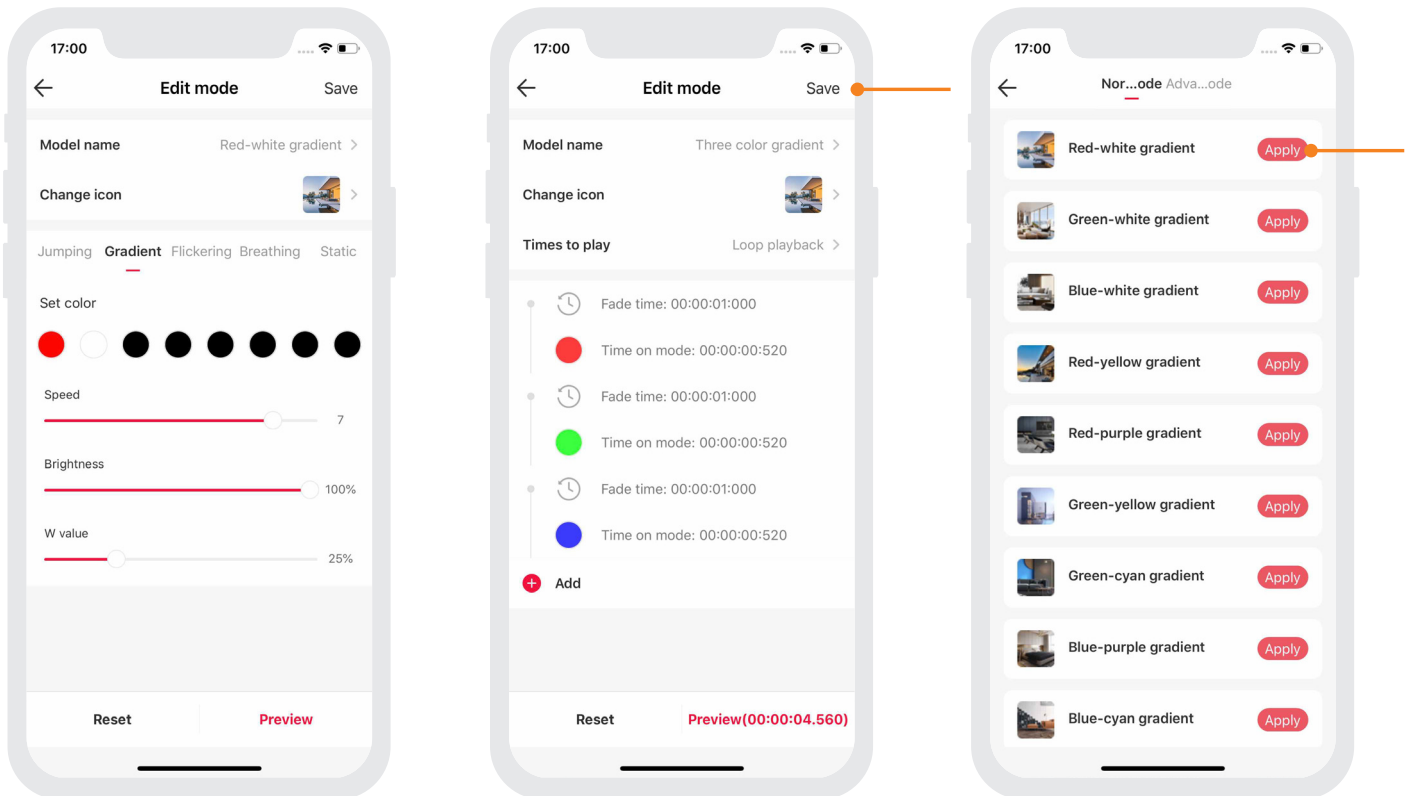 17:00
Edit mode Save
Model name Red-white gradient
Change icon
Jumping Gradient Flickering Breathing Static
Set color
Speed
7
Brightness
100%
W value
25%
Reset Preview
17:00
Edit mode Save
Model name Three color gradient
Change icon
Times to play Loop playback
Fade time: 00:00:01:000
Time on mode: 00:00:00:520
Fade time: 00:00:01:000
Time on mode: 00:00:00:520
Fade time: 00:00:01:000
Time on mode: 00:00:00:520
Add
Reset Preview(00:00:04.560)
17:00
Nor...ode Adva...ode
Red-white gradient Apply
Green-white gradient Apply
Blue-white gradient Apply
Red-yellow gradient Apply
Red-purple gradient Apply
Green-yellow gradient Apply
Green-cyan gradient Apply
Blue-purple gradient Apply
Blue-cyan gradient Apply